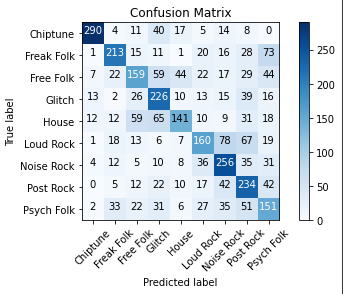 Confusion Matrix
Chiptune 290 4 11 40 17 5 14 8 0
Freak Folk 1 213 15 11 1 20 16 28 73
Free Folk 7 22 159 59 44 22 17 29 44
Glitch 13 2 26 226 10 13 15 39 16
House 12 12 59 65 141 10 9 31 18
Loud Rock 1 18 13 6 7 160 78 67 19
Noise Rock 4 12 5 10 8 36 256 35 31
Post Rock 0 5 12 22 10 17 42 234 42
Psych Folk 2 33 22 31 6 27 35 51 151
True label
Chiptune
Freak Folk
Free Folk
Glitch
House
Loud Rock
Noise Rock
Post Rock
Psych Folk
Predicted label
250
200
150
100
50
0